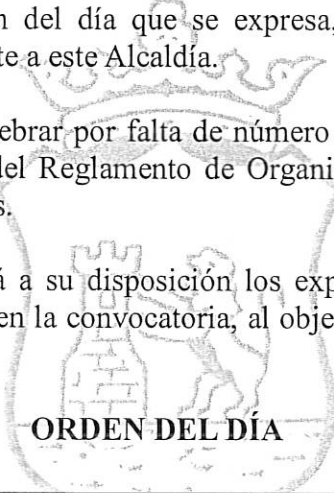 del día que se expresa,
te a este Alcaldía.
ebrar por falta de número
del Reglamento de Organi
s.
á a su disposición los exp
en la convocatoria, al obje
ORDEN DEL DÍA